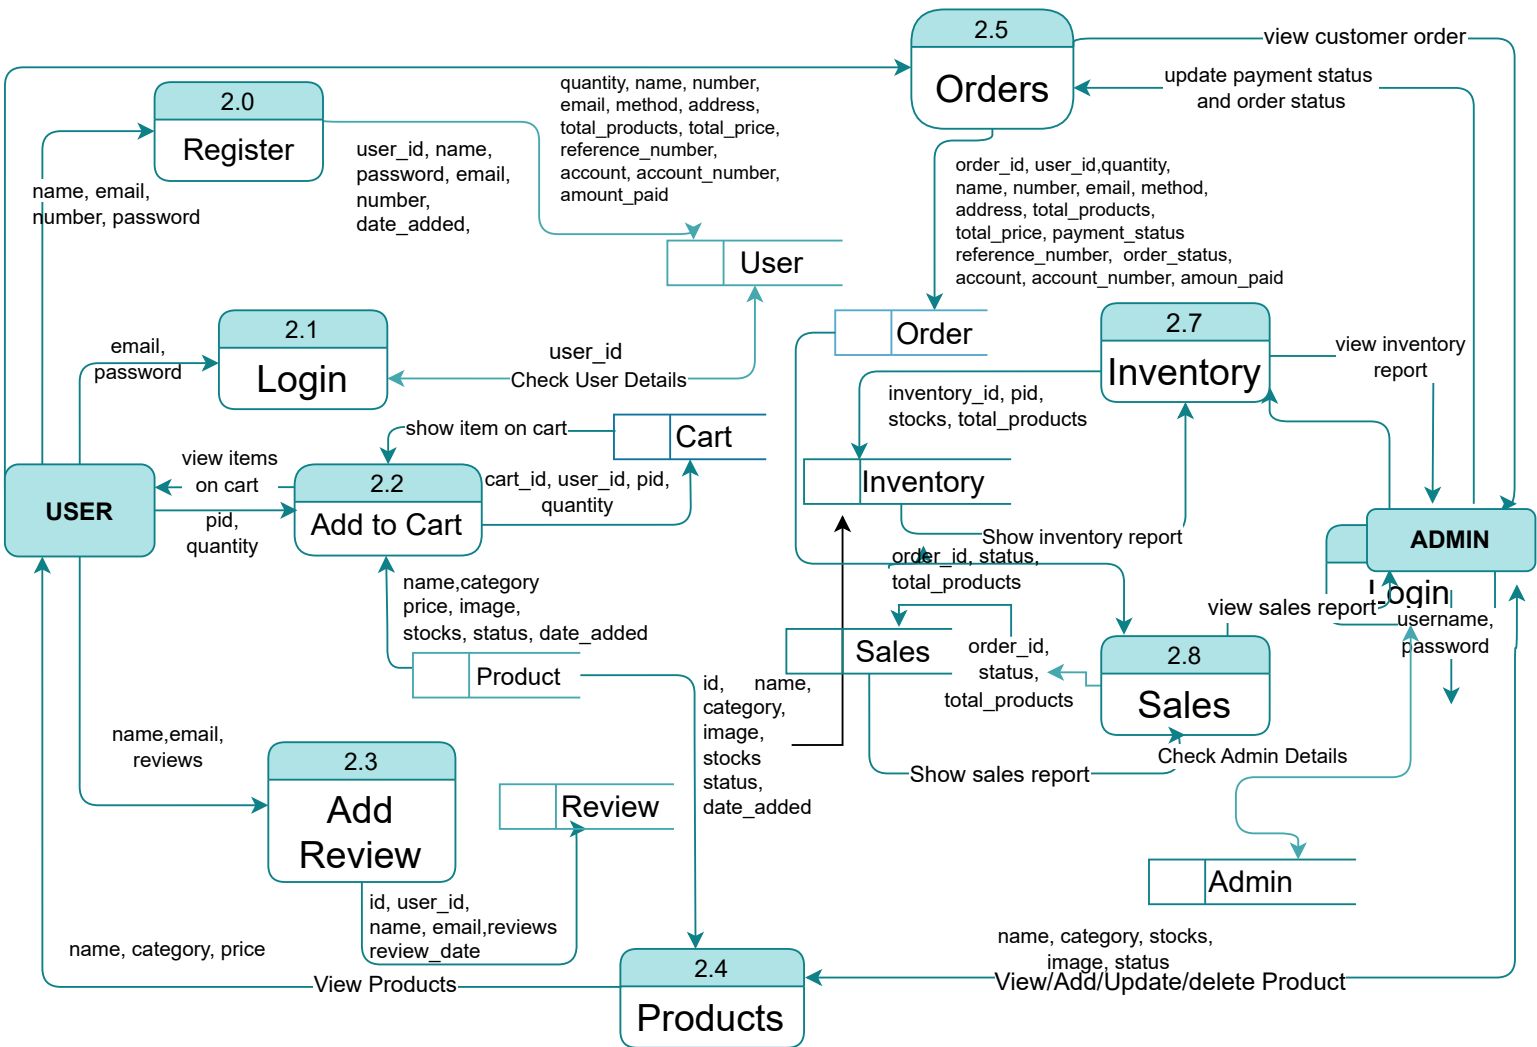 2.5
Orders
view customer order
update payment status
and order status
2.0
Register
quantity, name, number,
email, method, address,
total_products, total_price,
reference_number,
account, account_number,
amount_paid
user_id, name,
password, email,
number,
date_added,
name, email,
number, password
order_id, user_id,quantity,
name, number, email, method,
address, total_products,
total_price, payment_status
reference_number,  order_status,
account, account_number, amoun_paid
User
2.1
Login
email,
password
user_id
Check User Details
Order
2.7
Inventory
view inventory
report
inventory_id, pid,
stocks, total_products
show item on cart
Cart
view items
on cart
2.2
Add to Cart
cart_id, user_id, pid,
quantity
Inventory
USER
pid,
quantity
Show inventory report
ADMIN
order_id, status,
total_products
Login
name,category
price, image,
stocks, status, date_added
view sales report
username,
password
Product
Sales
order_id,
status,
total_products
2.8
Sales
id,     name,
category,
image,
stocks
status,
date_added
name,email,
reviews
2.3
Add
Review
Review
Show sales report
Check Admin Details
Admin
id, user_id,
name, email,reviews
review_date
name, category, price
View Products
2.4
Products
name, category, stocks,
image, status
View/Add/Update/delete Product